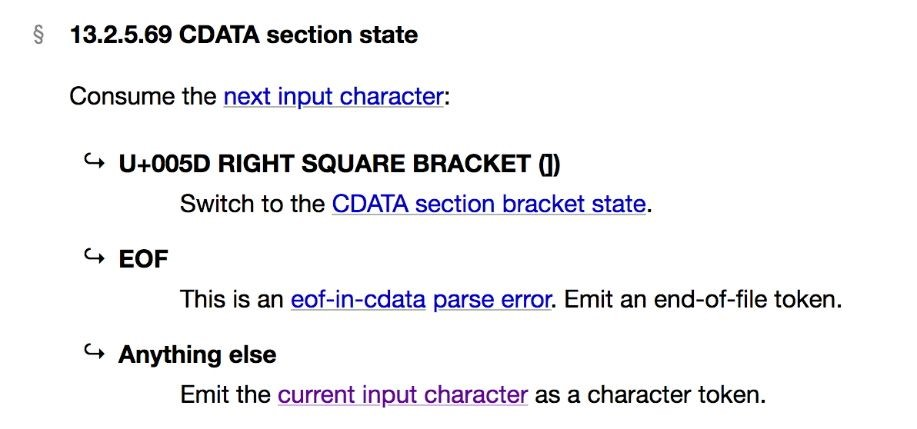 § 13.2.5.69 CDATA section state
Consume the next input character:
↪ U+005D RIGHT SQUARE BRACKET (])
Switch to the CDATA section bracket state.
↪ EOF
This is an eof-in-cdata parse error. Emit an end-of-file token.
↪ Anything else
Emit the current input character as a character token.